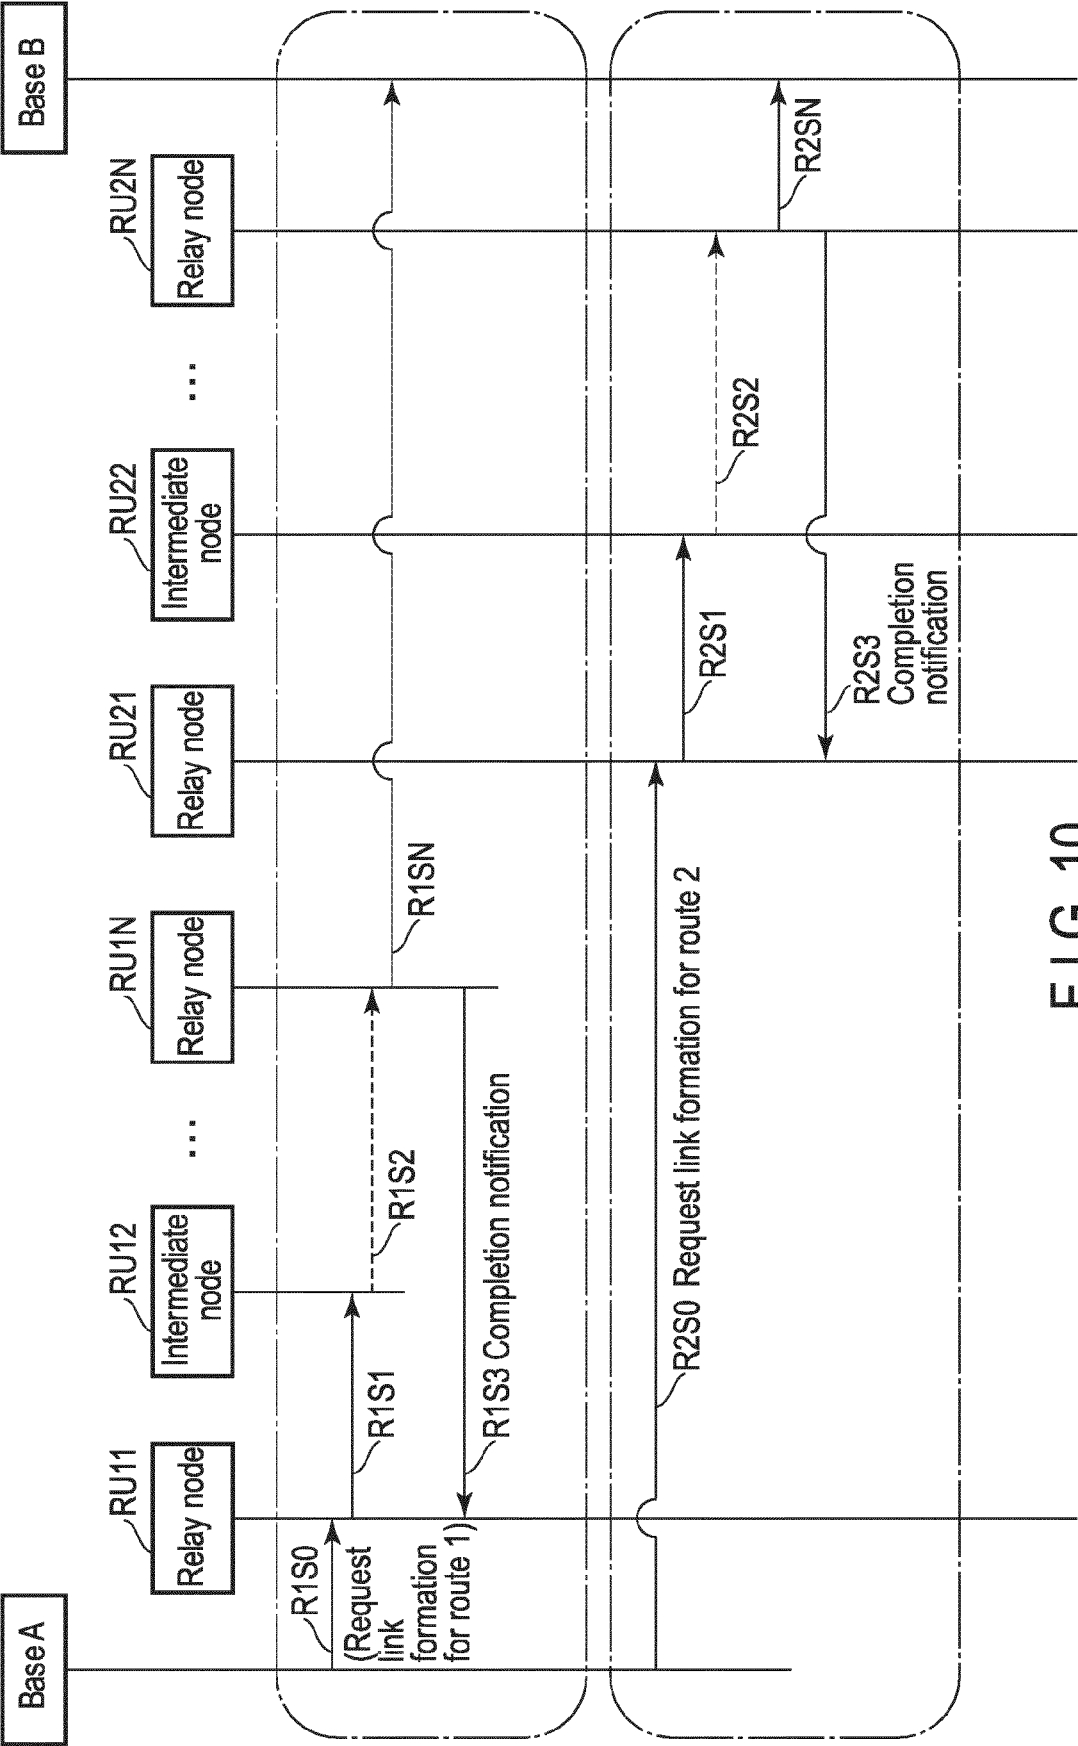 Base A
RU11
Relay node
RU12
Intermediate
node
...
RU1N
Relay node
RU21
Relay node
RU22
Intermediate
node
...
RU2N
Relay node
Base B
R1S0
(Request
link
formation
for route 1)
R1S1
R1S2
R1SN
R1S3 Completion notification
R2S0 Request link formation for route 2
R2S1
R2S2
R2SN
R2S3
Completion
notification
FIG. 10